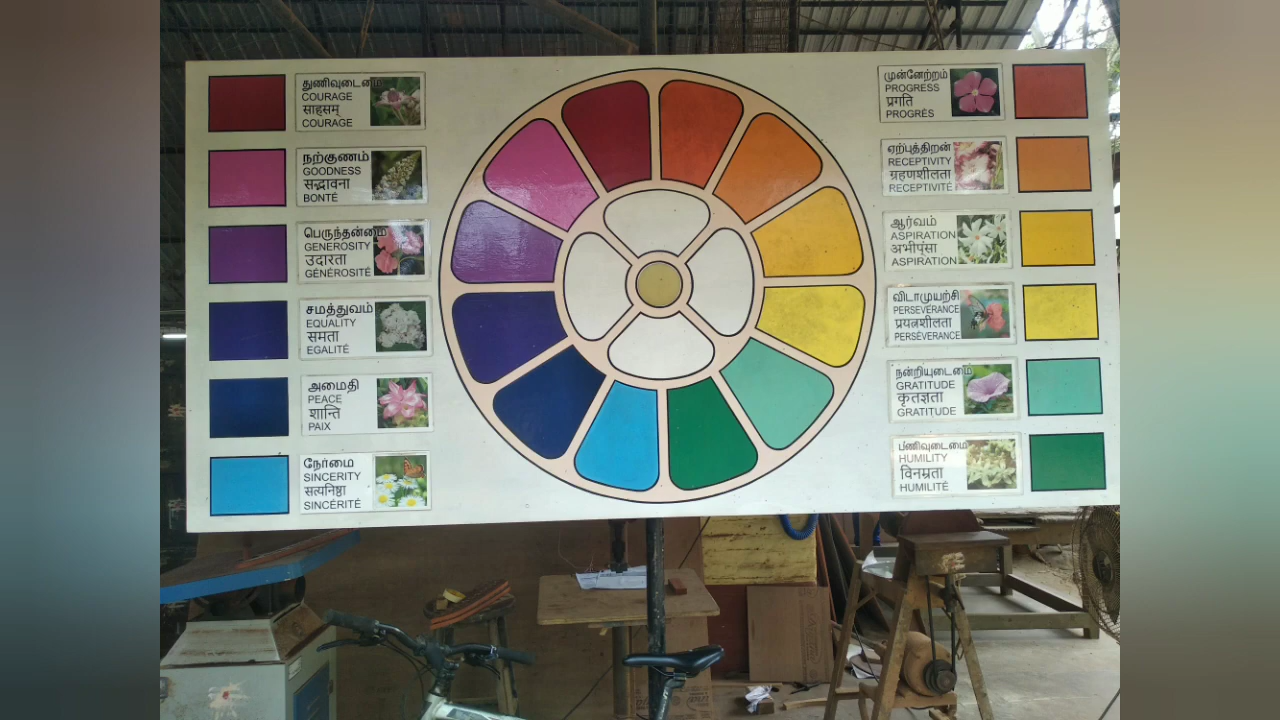 துணிவுடைமை
COURAGE
साहसम्
COURAGE
நற்குணம்
GOODNESS
सद्भावना
BONTÉ
பெருந்தன்மை
GENEROSITY
उदारता
GÉNÉROSITÉ
சமத்துவம்
EQUALITY
समता
EGALITÉ
அமைதி
PEACE
शान्ति
PAIX
நேர்மை
SINCERITY
सत्यनिष्ठा
SINCÉRITÉ
முன்னேற்றம்
PROGRESS
प्रगति
PROGRÈS
ஏற்புத்திறன்
RECEPTIVITY
ग्रहणशीलता
RECEPTIVITÉ
ஆர்வம்
ASPIRATION
अभीप्सा
ASPIRATION
விடாமுயற்சி
PERSEVERANCE
प्रयत्नशीलता
PERSÉVERANCE
நன்றியுடைமை
GRATITUDE
कृतज्ञता
GRATITUDE
பணிவுடைமை
HUMILITY
विनम्रता
HUMILITÉ